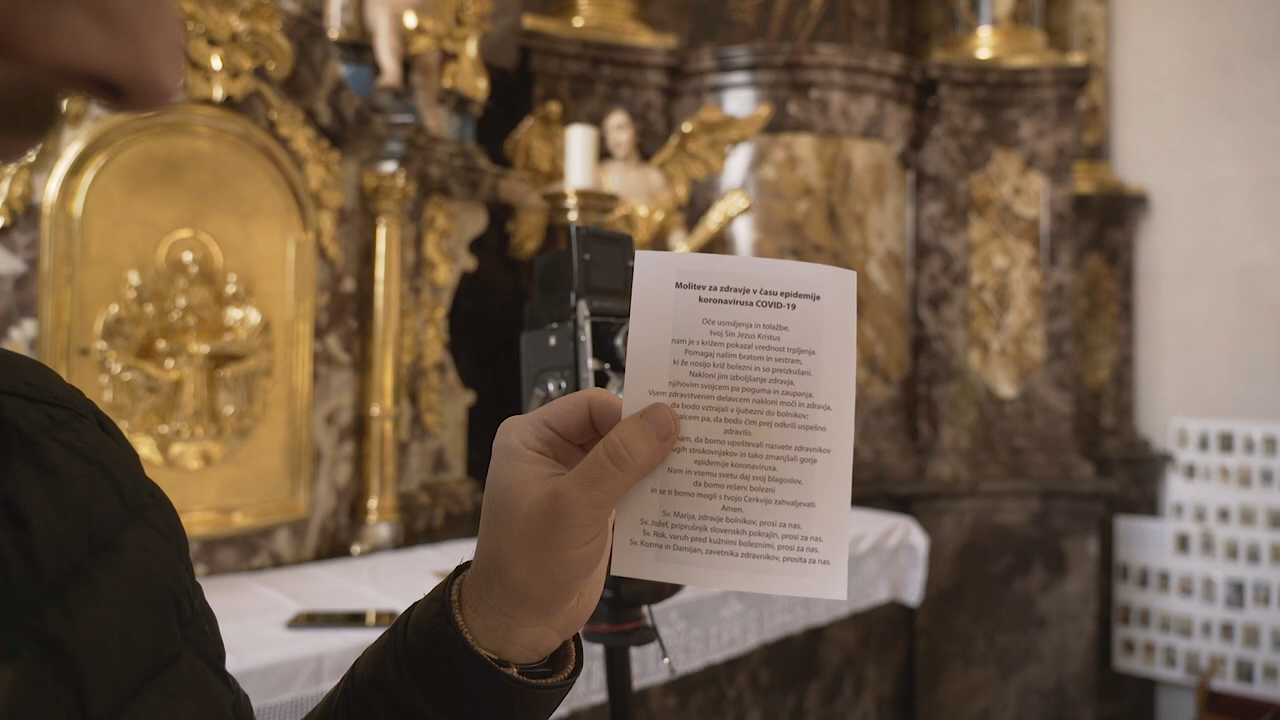 Molitev za zdravje v času epidemije
koronavirusa COVID-19
Oče usmiljenja in tolažbe,
tvoj Sin Jezus Kristus
nam je s križem pokazal vrednost trpljenja.
Pomagaj našim bratom in sestram,
ki že nosijo križ bolezni in so preizkušani.
Nakloni jim izboljšanje zdravja,
njihovim svojcem pa poguma in zaupanja.
Vsem zdravstvenim delavcem nakloni moči in zdravja,
da bodo vztrajali v ljubezni do bolnikov;
alcem pa, da bodo čim prej odkrili uspešno
zdravilo.
nam, da bomo upoštevali nasvete zdravnikov
ugih strokovnjakov in tako zmanjšali gorje
epidemije koronavirusa.
Nam in vsemu svetu daj svoj blagoslov,
da bomo rešeni bolezni
in se ti bomo mogli s tvojo Cerkvijo zahvaljevati.
Amen.
Sv. Marija, zdravje bolnikov, prosi za nas,
Sv. Jožef, priprošnjik slovenskih pokrajin, prosi za nas.
Sv. Rok, varuh pred kužnimi boleznimi, prosi za nas.
Sv. Kozma in Damijan, zavetnika zdravnikov, prosita za nas.